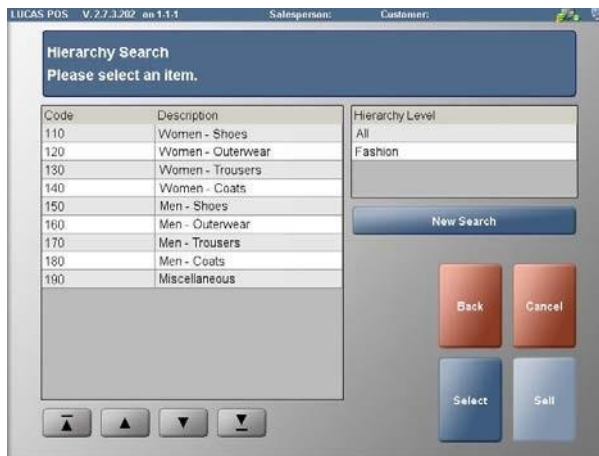 LUCAS POS V. 2.7.3.202 on 1-1-1 Salesperson: Customer:
Hierarchy Search
Please select an item.
Code Description
110 Women - Shoes
120 Women - Outerwear
130 Women - Trousers
140 Women - Coats
150 Men - Shoes
160 Men - Outerwear
170 Men - Trousers
180 Men - Coats
190 Miscellaneous
Hierarchy Level
All
Fashion
New Search
Back Cancel
Select Sell